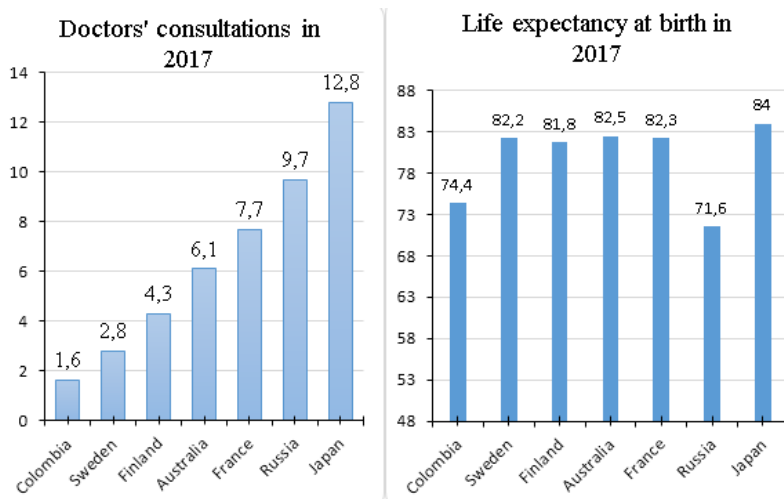 Doctors' consultations in
2017
14
12
10
8
6
4
2
0
1,6
2,8
4,3
6,1
7,7
9,7
12,8
Colombia
Sweden
Finland
Australia
France
Russia
Japan
Life expectancy at birth in
2017
88
83
78
73
68
63
58
53
48
74,4
82,2
81,8
82,5
82,3
71,6
84
Colombia
Sweden
Finland
Australia
France
Russia
Japan